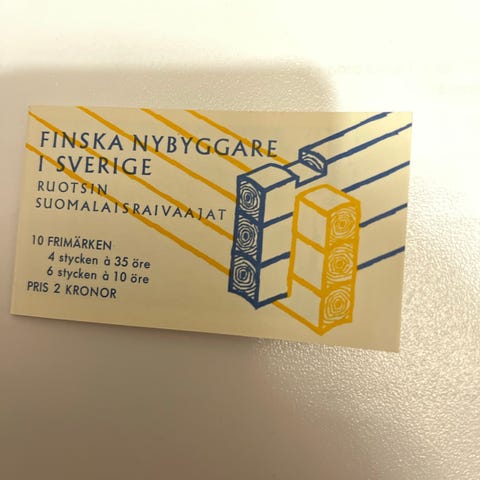 FINSKA NYBYGGARE
I SVERIGE
RUOTSIN
SUOMALAISRAIVAAJAT
10 FRIMÄRKEN
4 stycken à 35 öre
6 stycken à 10 öre
PRIS 2 KRONOR